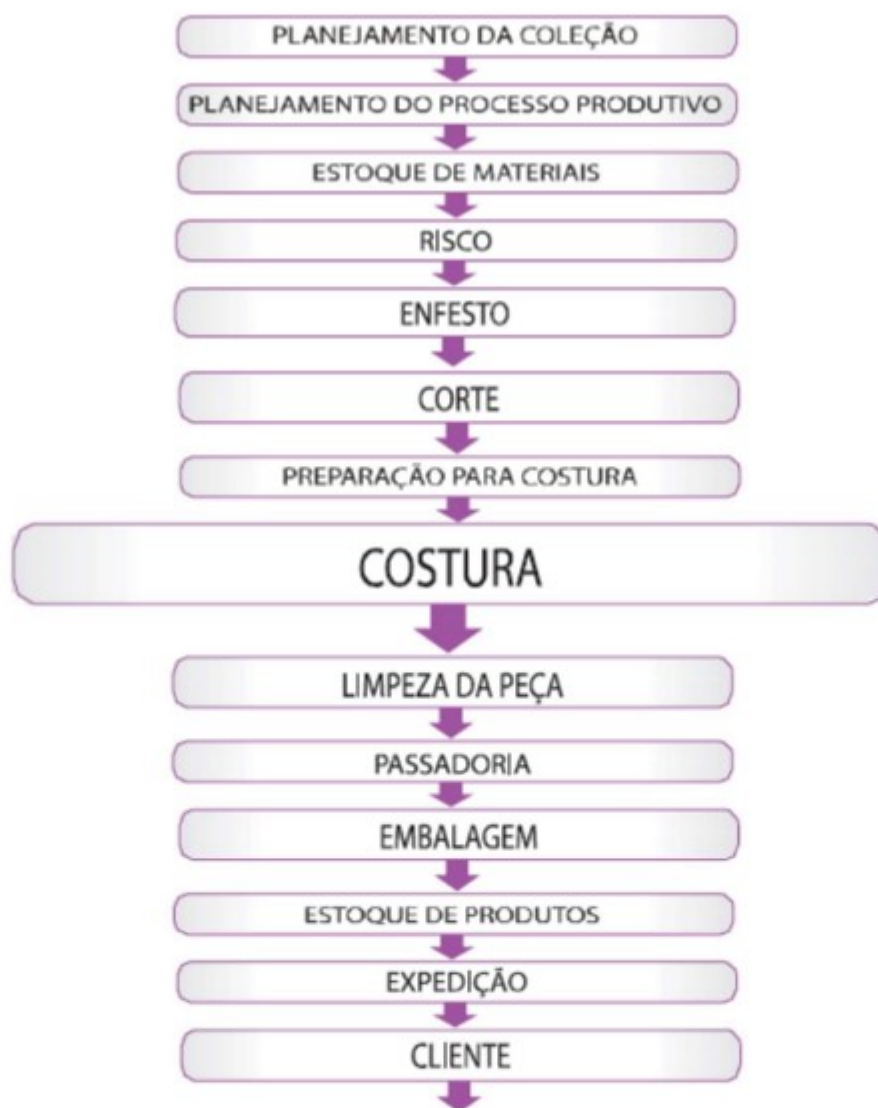 PLANEJAMENTO DA COLEÇÃO
PLANEJAMENTO DO PROCESSO PRODUTIVO
ESTOQUE DE MATERIAIS
RISCO
ENFESTO
CORTE
PREPARAÇÃO PARA COSTURA
COSTURA
LIMPEZA DA PEÇA
PASSADORIA
EMBALAGEM
ESTOQUE DE PRODUTOS
EXPEDIÇÃO
CLIENTE